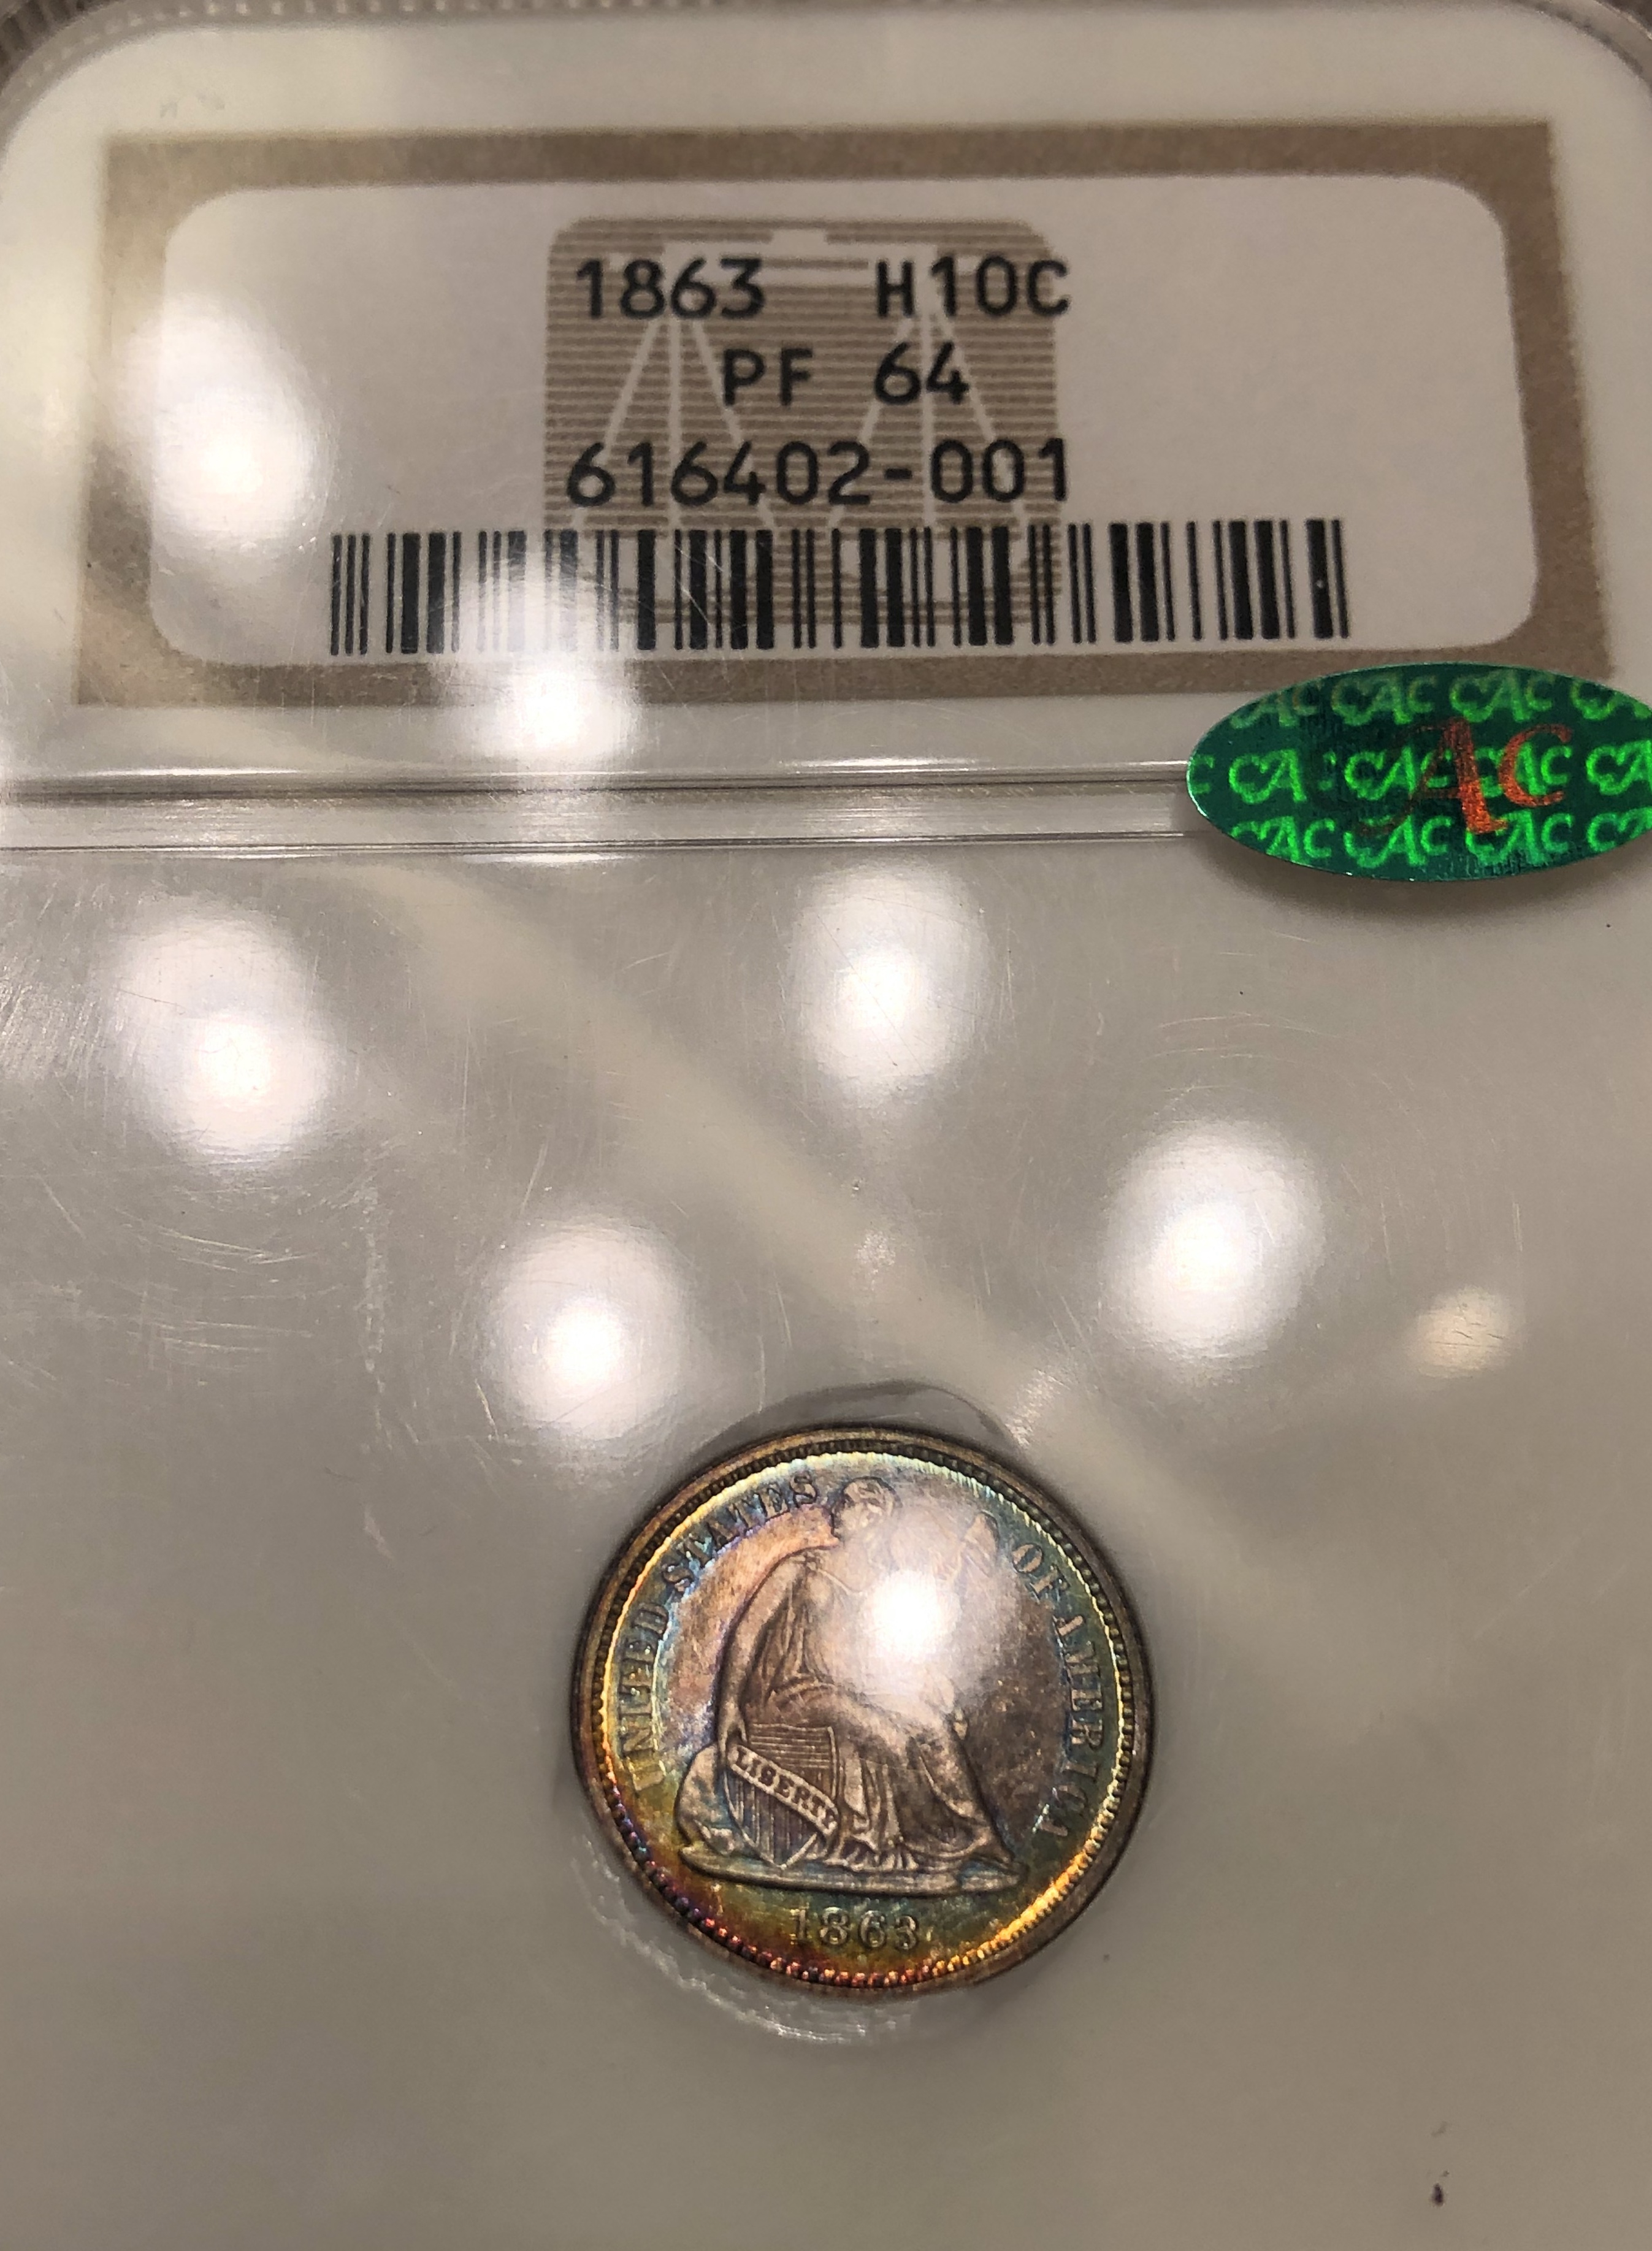 1863 H10C
PF 64
616402-001
CAC
UNITED STATES OF AMERICA
LIBERTY
1863